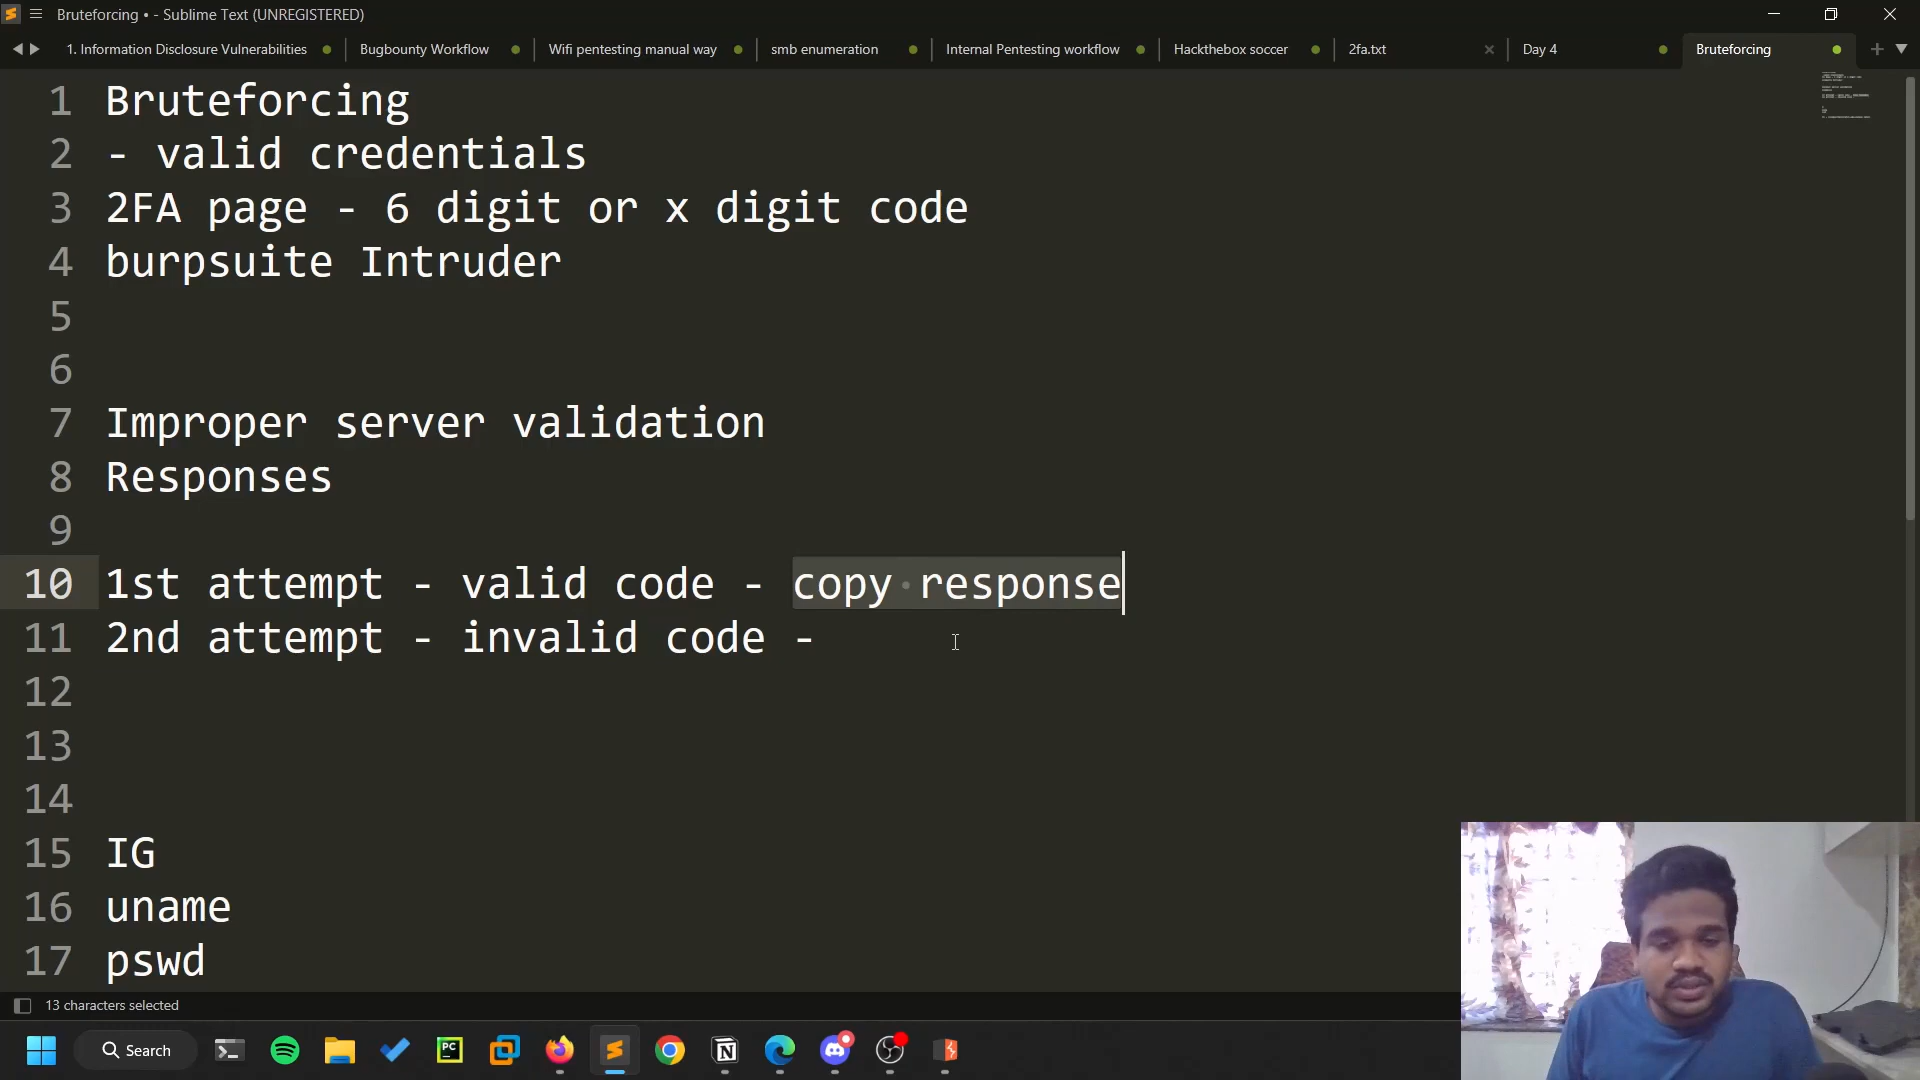 Bruteforcing • - Sublime Text (UNREGISTERED)
1. Information Disclosure Vulnerabilities
Bugbounty Workflow
Wifi pentesting manual way
smb enumeration
Internal Pentesting workflow
Hackthebox soccer
2fa.txt
Day 4
Bruteforcing
1 Bruteforcing
2 - valid credentials
3 2FA page - 6 digit or x digit code
4 burpsuite Intruder
5
6
7 Improper server validation
8 Responses
9
10 1st attempt - valid code - copy response
11 2nd attempt - invalid code -
12
13
14
15 IG
16 uname
17 pswd
13 characters selected
Search